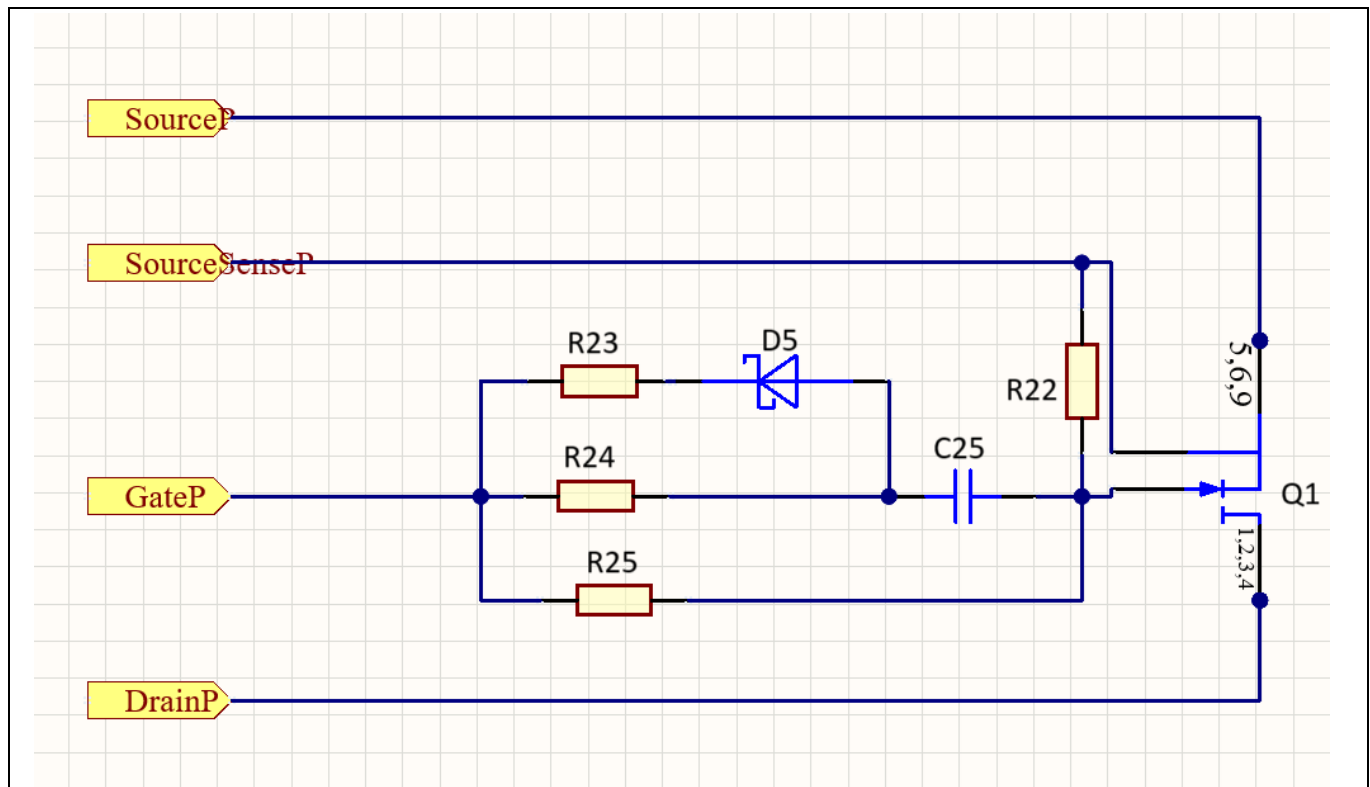 SourceP
SourceSenseP
R23
D5
R22
5,6,9
R24
C25
GateP
Q1
R25
1,2,3,4
DrainP